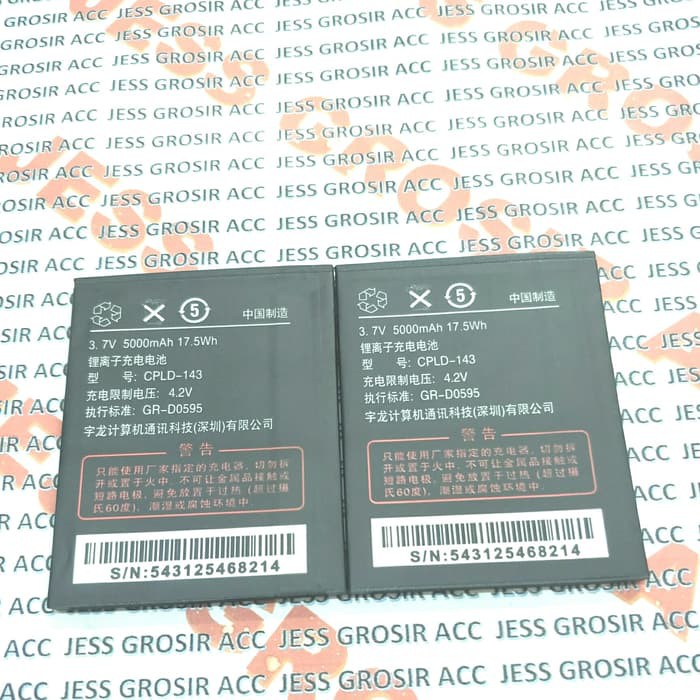 JESS GROSIR ACC
中国制造
3.7V 5000mAh 17.5Wh
锂离子充电电池
型 号: CPLD-143
充电限制电压: 4.2V
执行标准: GR-D0595
宇龙计算机通讯科技(深圳)有限公司
警告
只能使用厂家指定的充电器, 切勿拆
开或置于火中, 不可让金属品接触或
短路电极, 避免放置于过热 (超过摄
氏60度), 潮湿或腐蚀环境中.
S/N:543125468214
5
中国制造
3.7V 5000mAh 17.5Wh
锂离子充电电池
型 号: CPLD-143
充电限制电压: 4.2V
执行标准: GR-D0595
宇龙计算机通讯科技(深圳)有限公司
警告
只能使用厂家指定的充电器, 切勿拆
开或置于火中, 不可让金属品接触或
短路电极, 避免放置于过热 (超过摄
氏60度), 潮湿或腐蚀环境中.
S/N:543125468214
5